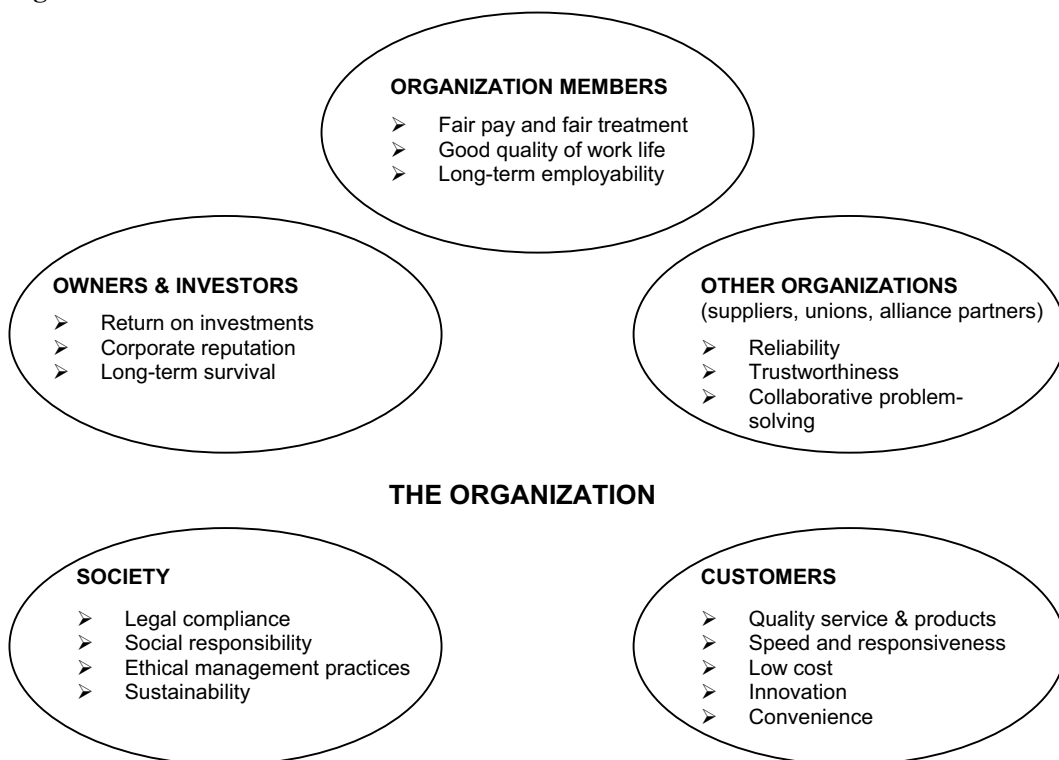 ORGANIZATION MEMBERS
➢ Fair pay and fair treatment
➢ Good quality of work life
➢ Long-term employability
OWNERS & INVESTORS
➢ Return on investments
➢ Corporate reputation
➢ Long-term survival
OTHER ORGANIZATIONS
(suppliers, unions, alliance partners)
➢ Reliability
➢ Trustworthiness
➢ Collaborative problem-
solving
THE ORGANIZATION
SOCIETY
➢ Legal compliance
➢ Social responsibility
➢ Ethical management practices
➢ Sustainability
CUSTOMERS
➢ Quality service & products
➢ Speed and responsiveness
➢ Low cost
➢ Innovation
➢ Convenience